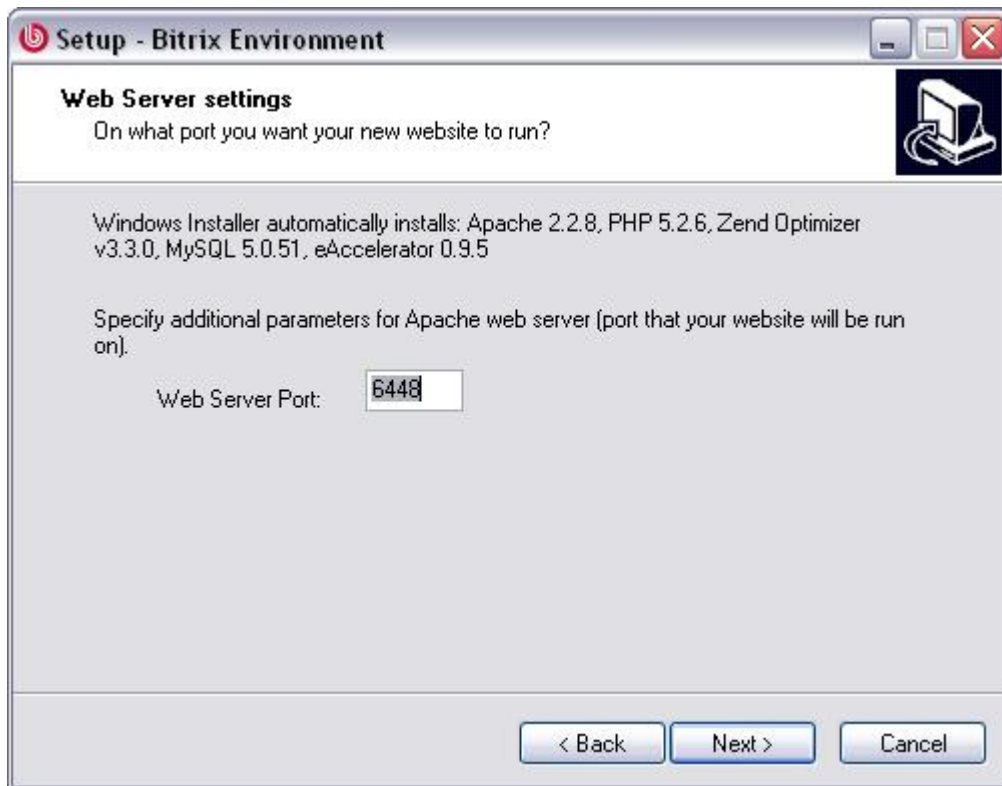 Setup - Bitrix Environment
Web Server settings
On what port you want your new website to run?
Windows Installer automatically installs: Apache 2.2.8, PHP 5.2.6, Zend Optimizer
v3.3.0, MySQL 5.0.51, eAccelerator 0.9.5
Specify additional parameters for Apache web server (port that your website will be run
on).
Web Server Port: 6448
< Back Next > Cancel